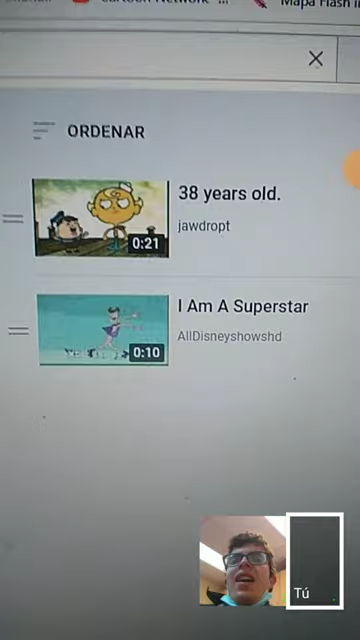 Cartoon Network ...
Mapa Flash i
ORDENAR
38 years old.
jawdropt
0:21
I Am A Superstar
AllDisneyshowshd
0:10
Tú